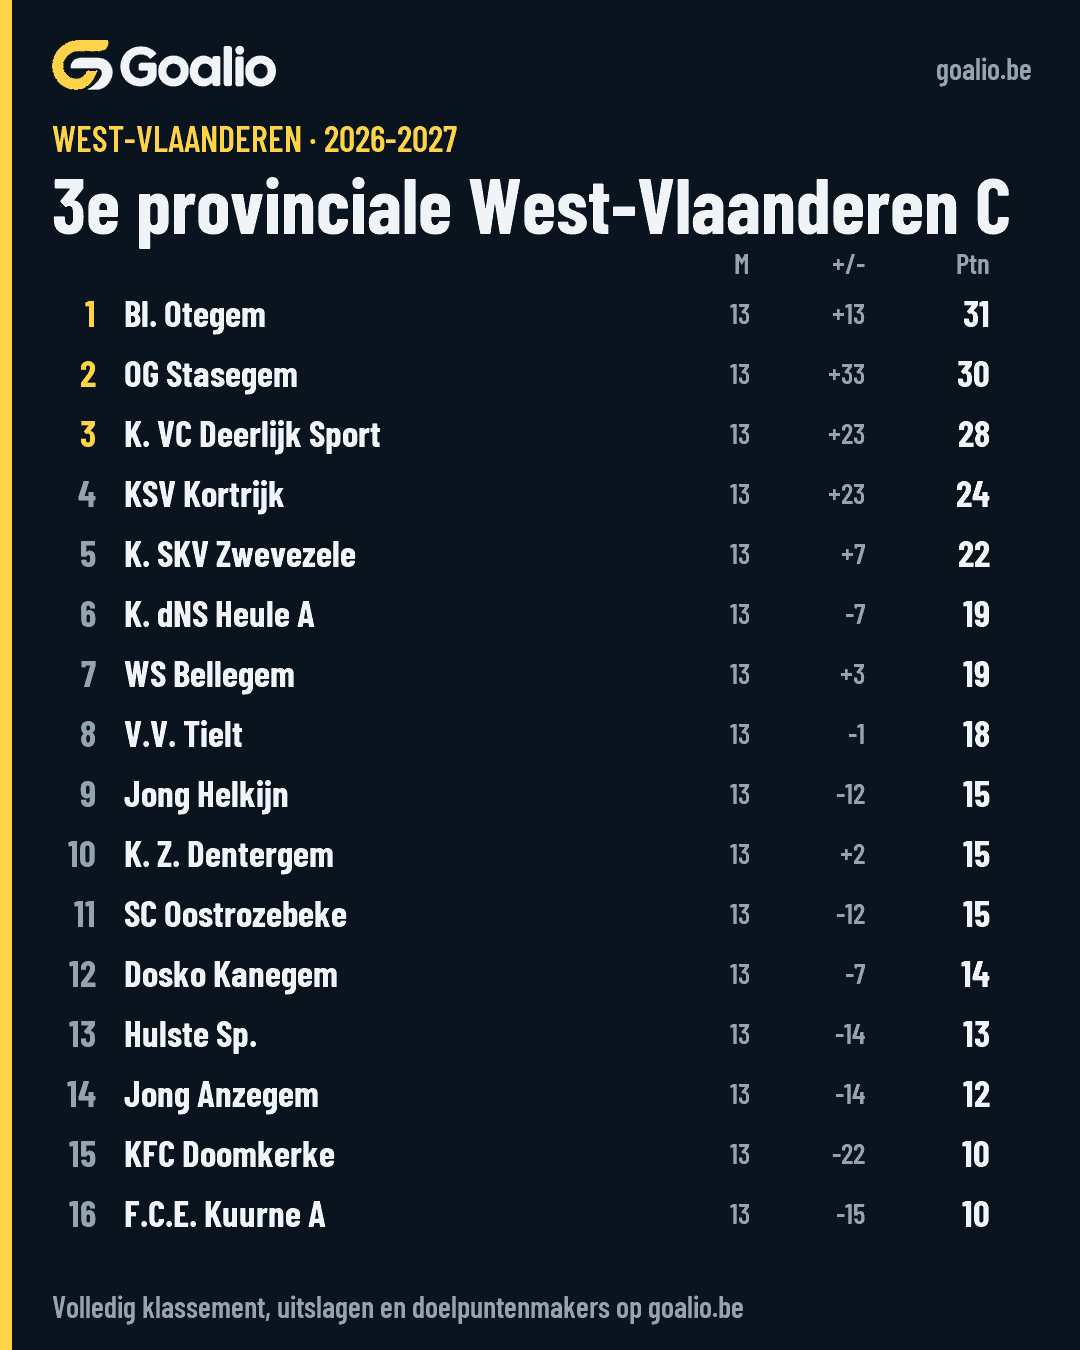 Goalio
goalio.be
WEST-VLAANDEREN · 2026-2027
3e provinciale West-Vlaanderen C
M +/- Ptn
1 Bl. Otegem 13 +13 31
2 OG Stasegem 13 +33 30
3 K. VC Deerlijk Sport 13 +23 28
4 KSV Kortrijk 13 +23 24
5 K. SKV Zwevezele 13 +7 22
6 K. dNS Heule A 13 -7 19
7 WS Bellegem 13 +3 19
8 V.V. Tielt 13 -1 18
9 Jong Helkijn 13 -12 15
10 K. Z. Dentergem 13 +2 15
11 SC Oostrozebeke 13 -12 15
12 Dosko Kanegem 13 -7 14
13 Hulste Sp. 13 -14 13
14 Jong Anzegem 13 -14 12
15 KFC Doomkerke 13 -22 10
16 F.C.E. Kuurne A 13 -15 10
Volledig klassement, uitslagen en doelpuntenmakers op goalio.be